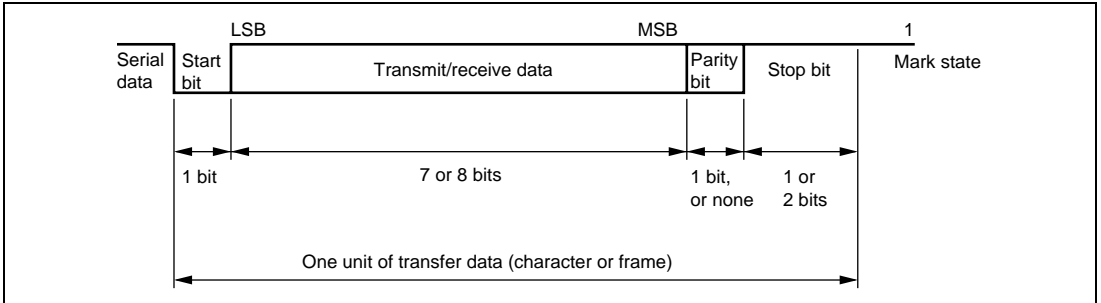 LSB MSB 1
Serial data
Start bit
Transmit/receive data
Parity bit
Stop bit
Mark state
1 bit
7 or 8 bits
1 bit, or none
1 or 2 bits
One unit of transfer data (character or frame)